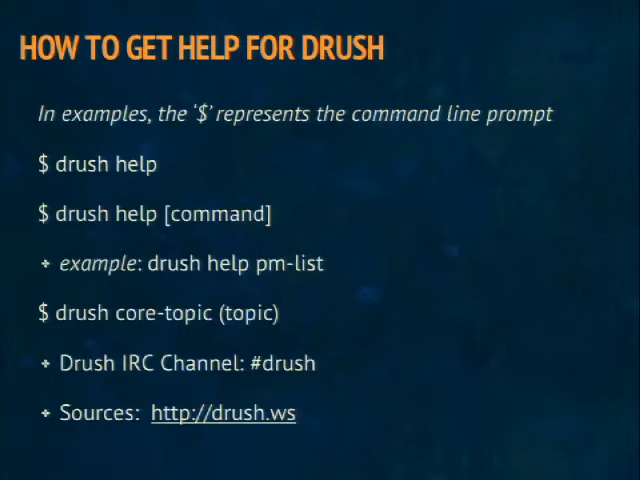 HOW TO GET HELP FOR DRUSH
In examples, the ‘$’ represents the command line prompt
$ drush help
$ drush help [command]
+ example: drush help pm-list
$ drush core-topic (topic)
+ Drush IRC Channel: #drush
+ Sources: http://drush.ws